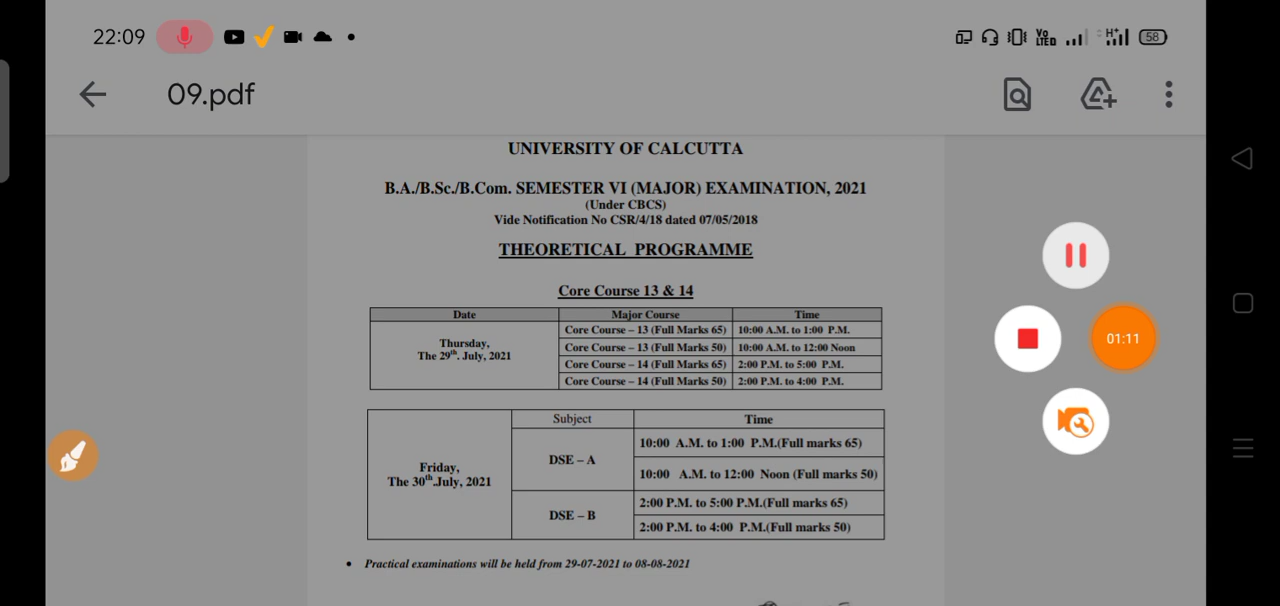 22:09
Vo
LTED
H+
58
09.pdf
UNIVERSITY OF CALCUTTA
B.A./B.Sc./B.Com. SEMESTER VI (MAJOR) EXAMINATION, 2021
(Under CBCS)
Vide Notification No CSR/4/18 dated 07/05/2018
THEORETICAL PROGRAMME
Core Course 13 & 14
Date Major Course Time
Thursday,
The 29th. July, 2021
Core Course – 13 (Full Marks 65) 10:00 A.M. to 1:00 P.M.
Core Course – 13 (Full Marks 50) 10:00 A.M. to 12:00 Noon
Core Course – 14 (Full Marks 65) 2:00 P.M. to 5:00 P.M.
Core Course – 14 (Full Marks 50) 2:00 P.M. to 4:00 P.M.
01:11
Subject Time
Friday,
The 30th.July, 2021
DSE – A
10:00 A.M. to 1:00 P.M.(Full marks 65)
10:00 A.M. to 12:00 Noon (Full marks 50)
DSE – B
2:00 P.M. to 5:00 P.M.(Full marks 65)
2:00 P.M. to 4:00 P.M.(Full marks 50)
• Practical examinations will be held from 29-07-2021 to 08-08-2021